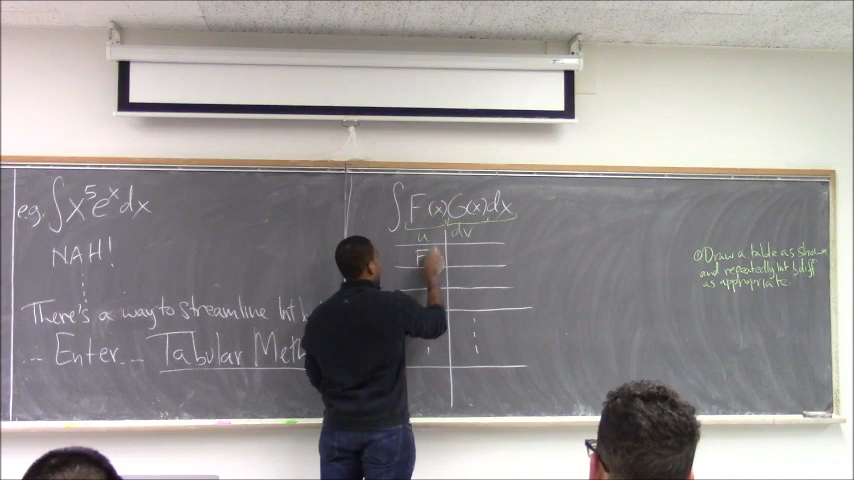 e.g. ∫x⁵eˣdx
NAH!
There's a way to streamline Int b
... Enter... Tabular Meth
∫F(x)G(x)dx
u dv
F
① Draw a table as shown
and repeatedly int & diff
as appropriate.